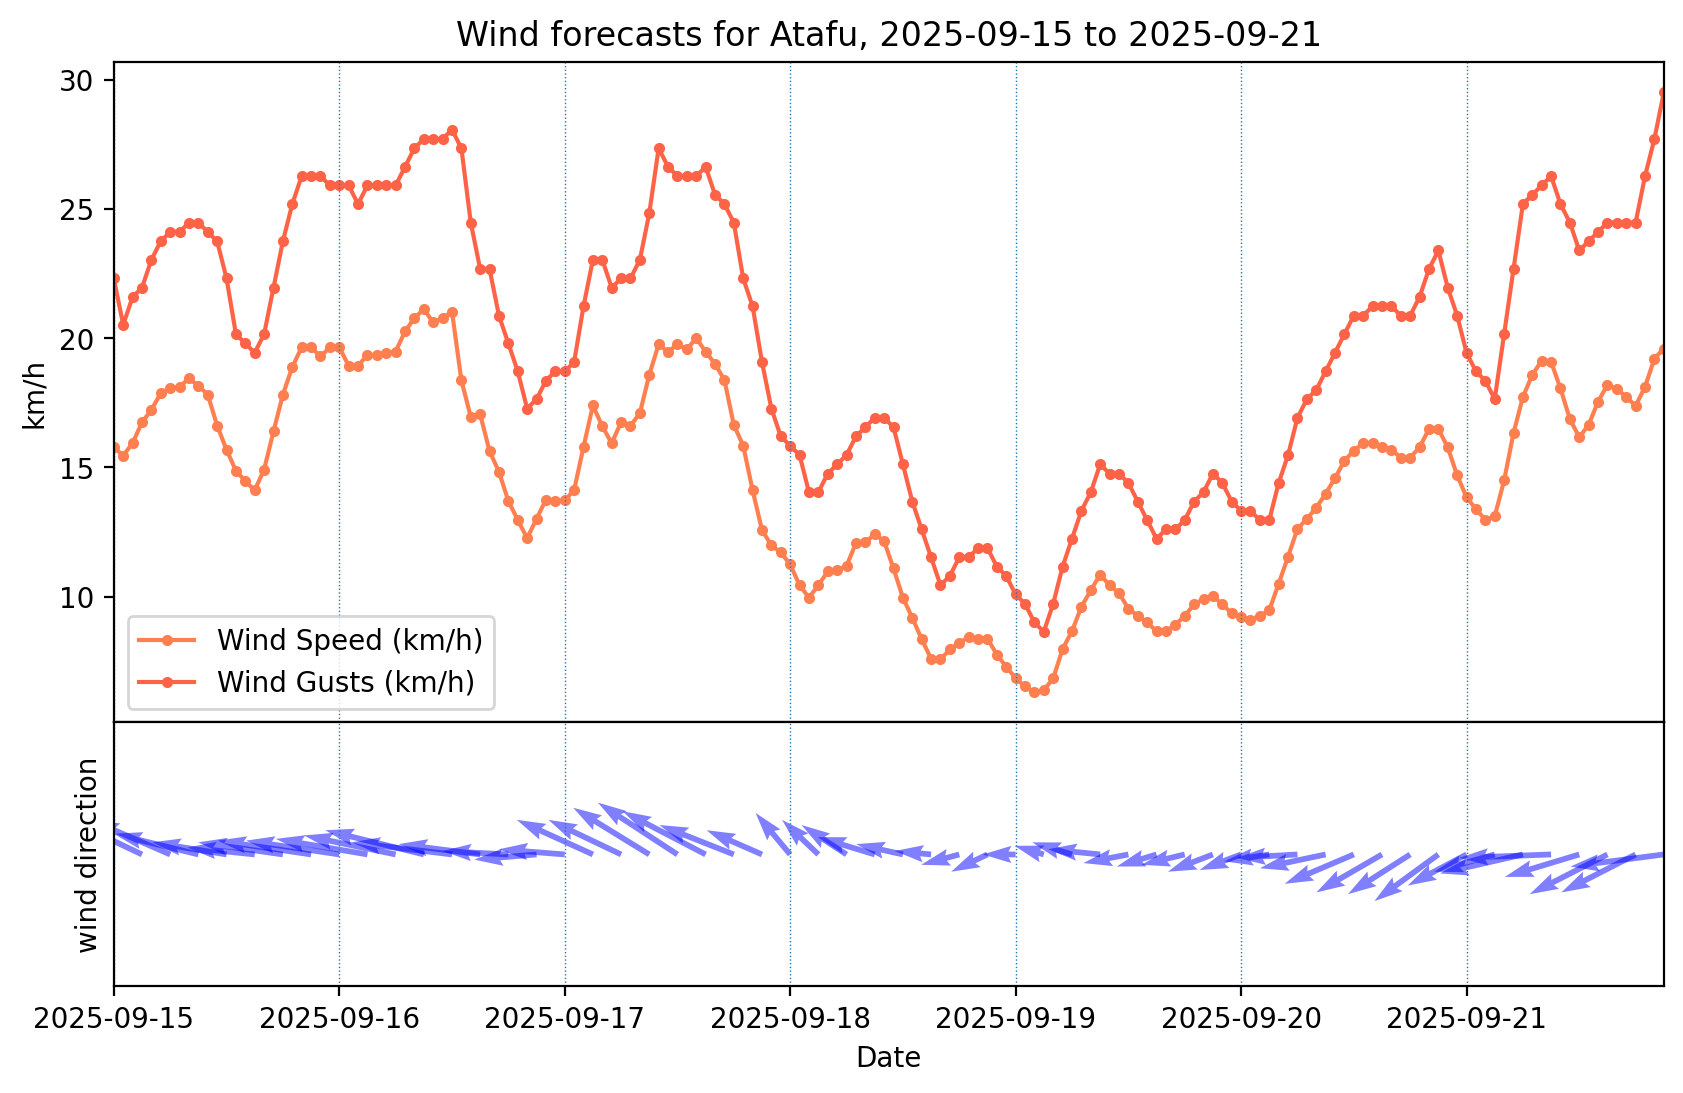 Wind forecasts for Atafu, 2025-09-15 to 2025-09-21
30
25
20
15
10
km/h
Wind Speed (km/h)
Wind Gusts (km/h)
wind direction
2025-09-15 2025-09-16 2025-09-17 2025-09-18 2025-09-19 2025-09-20 2025-09-21
Date